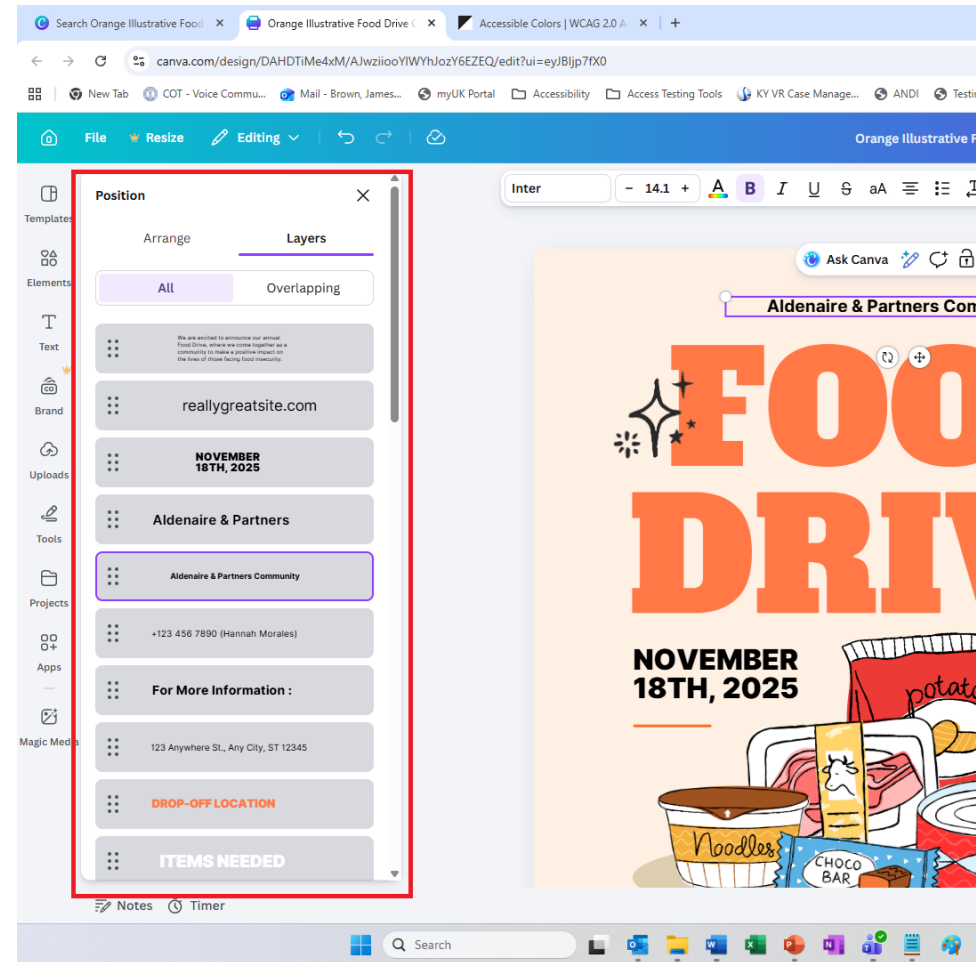 Search Orange Illustrative Food
Orange Illustrative Food Drive
Accessible Colors | WCAG 2.0 A
canva.com/design/DAHDTiMe4xM/AJwziiooYlWYhJozY6EZEQ/edit?ui=eyJBIjp7fX0
New Tab
COT - Voice Commu...
Mail - Brown, James...
myUK Portal
Accessibility
Access Testing Tools
KY VR Case Manage...
ANDI
File
Resize
Editing
Orange Illustrative
Templates
Elements
Text
Brand
Uploads
Tools
Projects
Apps
Magic Media
Position
Arrange
Layers
All
Overlapping
We are excited to announce our annual
Food Drive, where we come together as a
community to make a positive impact on
the lives of those facing food insecurity.
reallygreatsite.com
NOVEMBER
18TH, 2025
Aldenaire & Partners
Aldenaire & Partners Community
+123 456 7890 (Hannah Morales)
For More Information :
123 Anywhere St., Any City, ST 12345
DROP-OFF LOCATION
ITEMS NEEDED
Notes
Timer
Inter
- 14.1 +
A B I U S aA
Ask Canva
Aldenaire & Partners Com
FOO
DRIV
NOVEMBER
18TH, 2025
potato
Noodles
CHOCO
BAR
Search